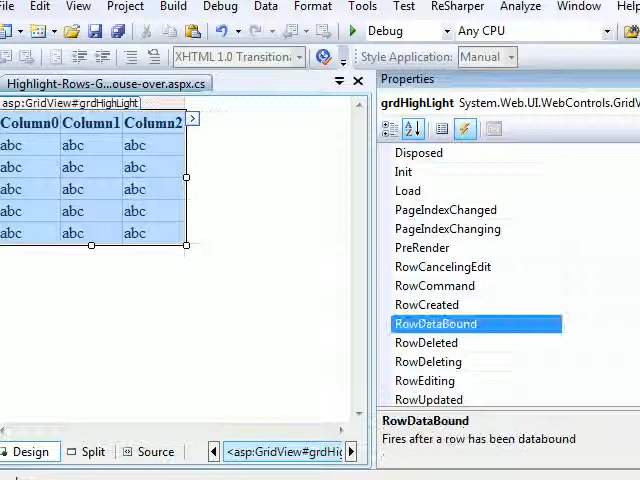 File Edit View Project Build Debug Data Format Table Tools Test ReSharper Analyze Window Help
Debug Any CPU
XHTML 1.0 Transitiona Style Application: Manual
Highlight-Rows-G...ouse-over.aspx.cs
Properties
asp:GridView#grdHighLight
grdHighLight System.Web.UI.WebControls.GridV
Column0 Column1 Column2
abc abc abc
abc abc abc
abc abc abc
abc abc abc
abc abc abc
Disposed
Init
Load
PageIndexChanged
PageIndexChanging
PreRender
RowCancelingEdit
RowCommand
RowCreated
RowDataBound
RowDeleted
RowDeleting
RowEditing
RowUpdated
RowDataBound
Fires after a row has been databound
Design Split Source <asp:GridView#grdHi